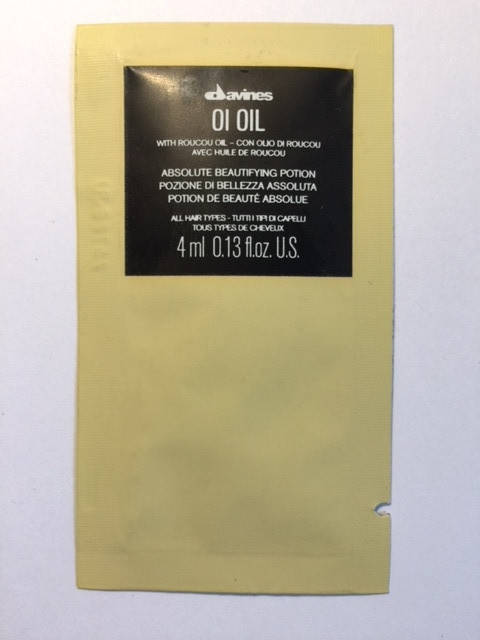 davines
OI OIL
WITH ROUCOU OIL - CON OLIO DI ROUCOU
AVEC HUILE DE ROUCOU
ABSOLUTE BEAUTIFYING POTION
POZIONE DI BELLEZZA ASSOLUTA
POTION DE BEAUTÉ ABSOLUE
ALL HAIR TYPES - TUTTI I TIPI DI CAPELLI
TOUS TYPES DE CHEVEUX
4 ml 0.13 fl.oz. U.S.